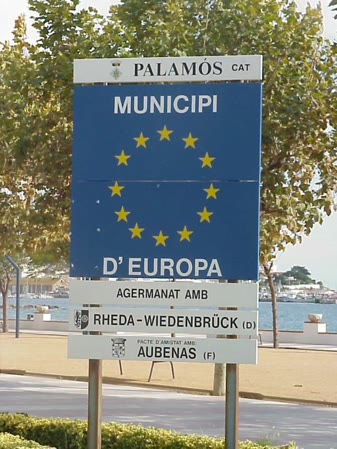 PALAMÓS CAT
MUNICIPI
D'EUROPA
AGERMANAT AMB
RHEDA-WIEDENBRÜCK (D)
PACTE D'AMISTAT AMB
AUBENAS (F)